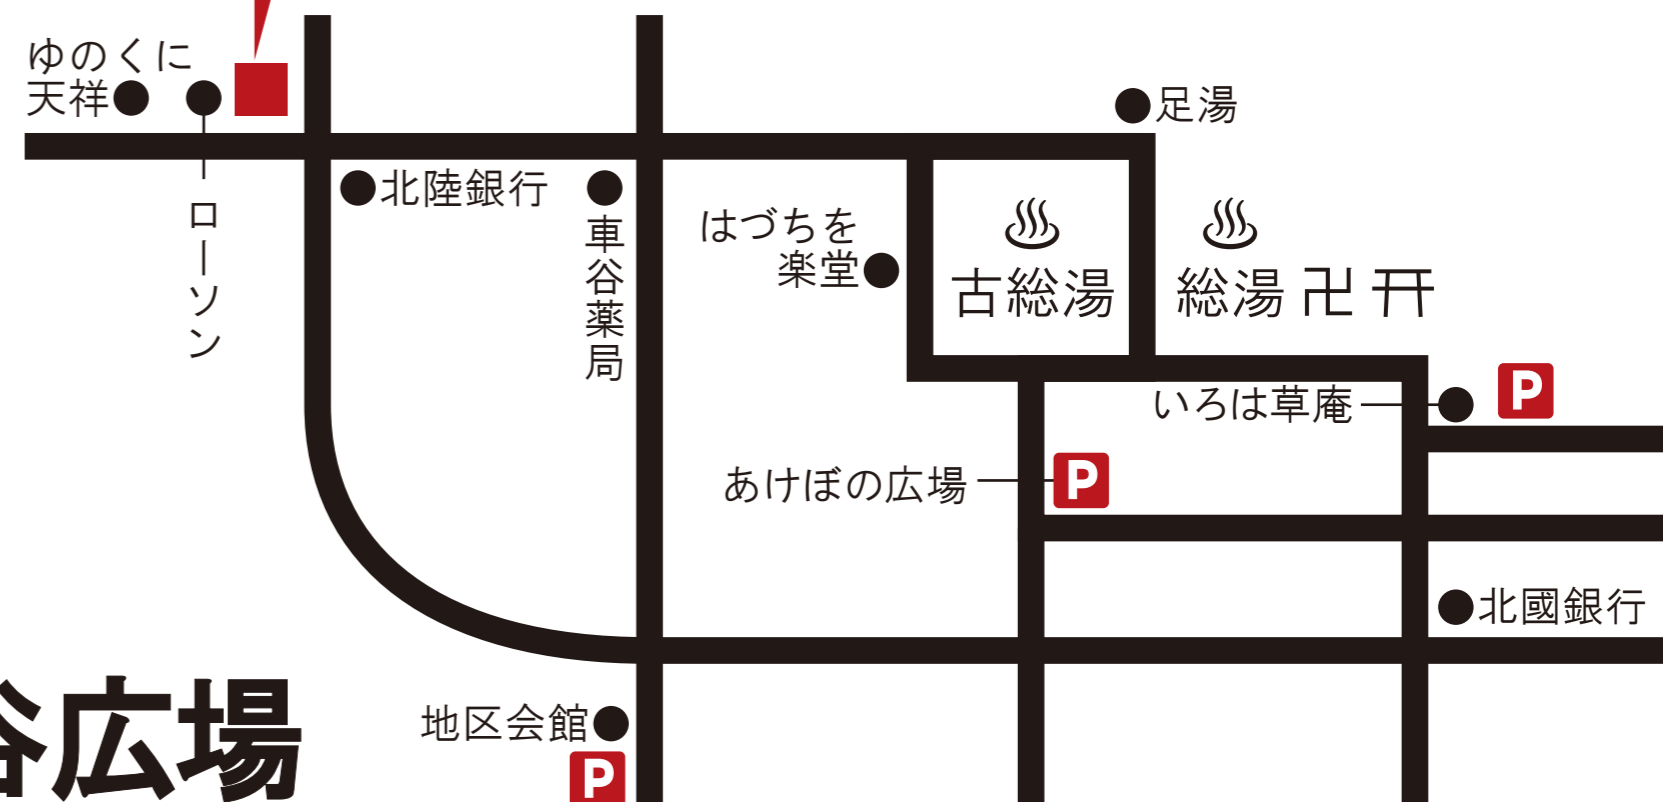 ゆのくに
天祥
ローソン
北陸銀行
車谷薬局
はづちを
楽堂
足湯
古総湯
総湯
いろは草庵
P
あけぼの広場
P
北國銀行
地区会館
P
谷広場